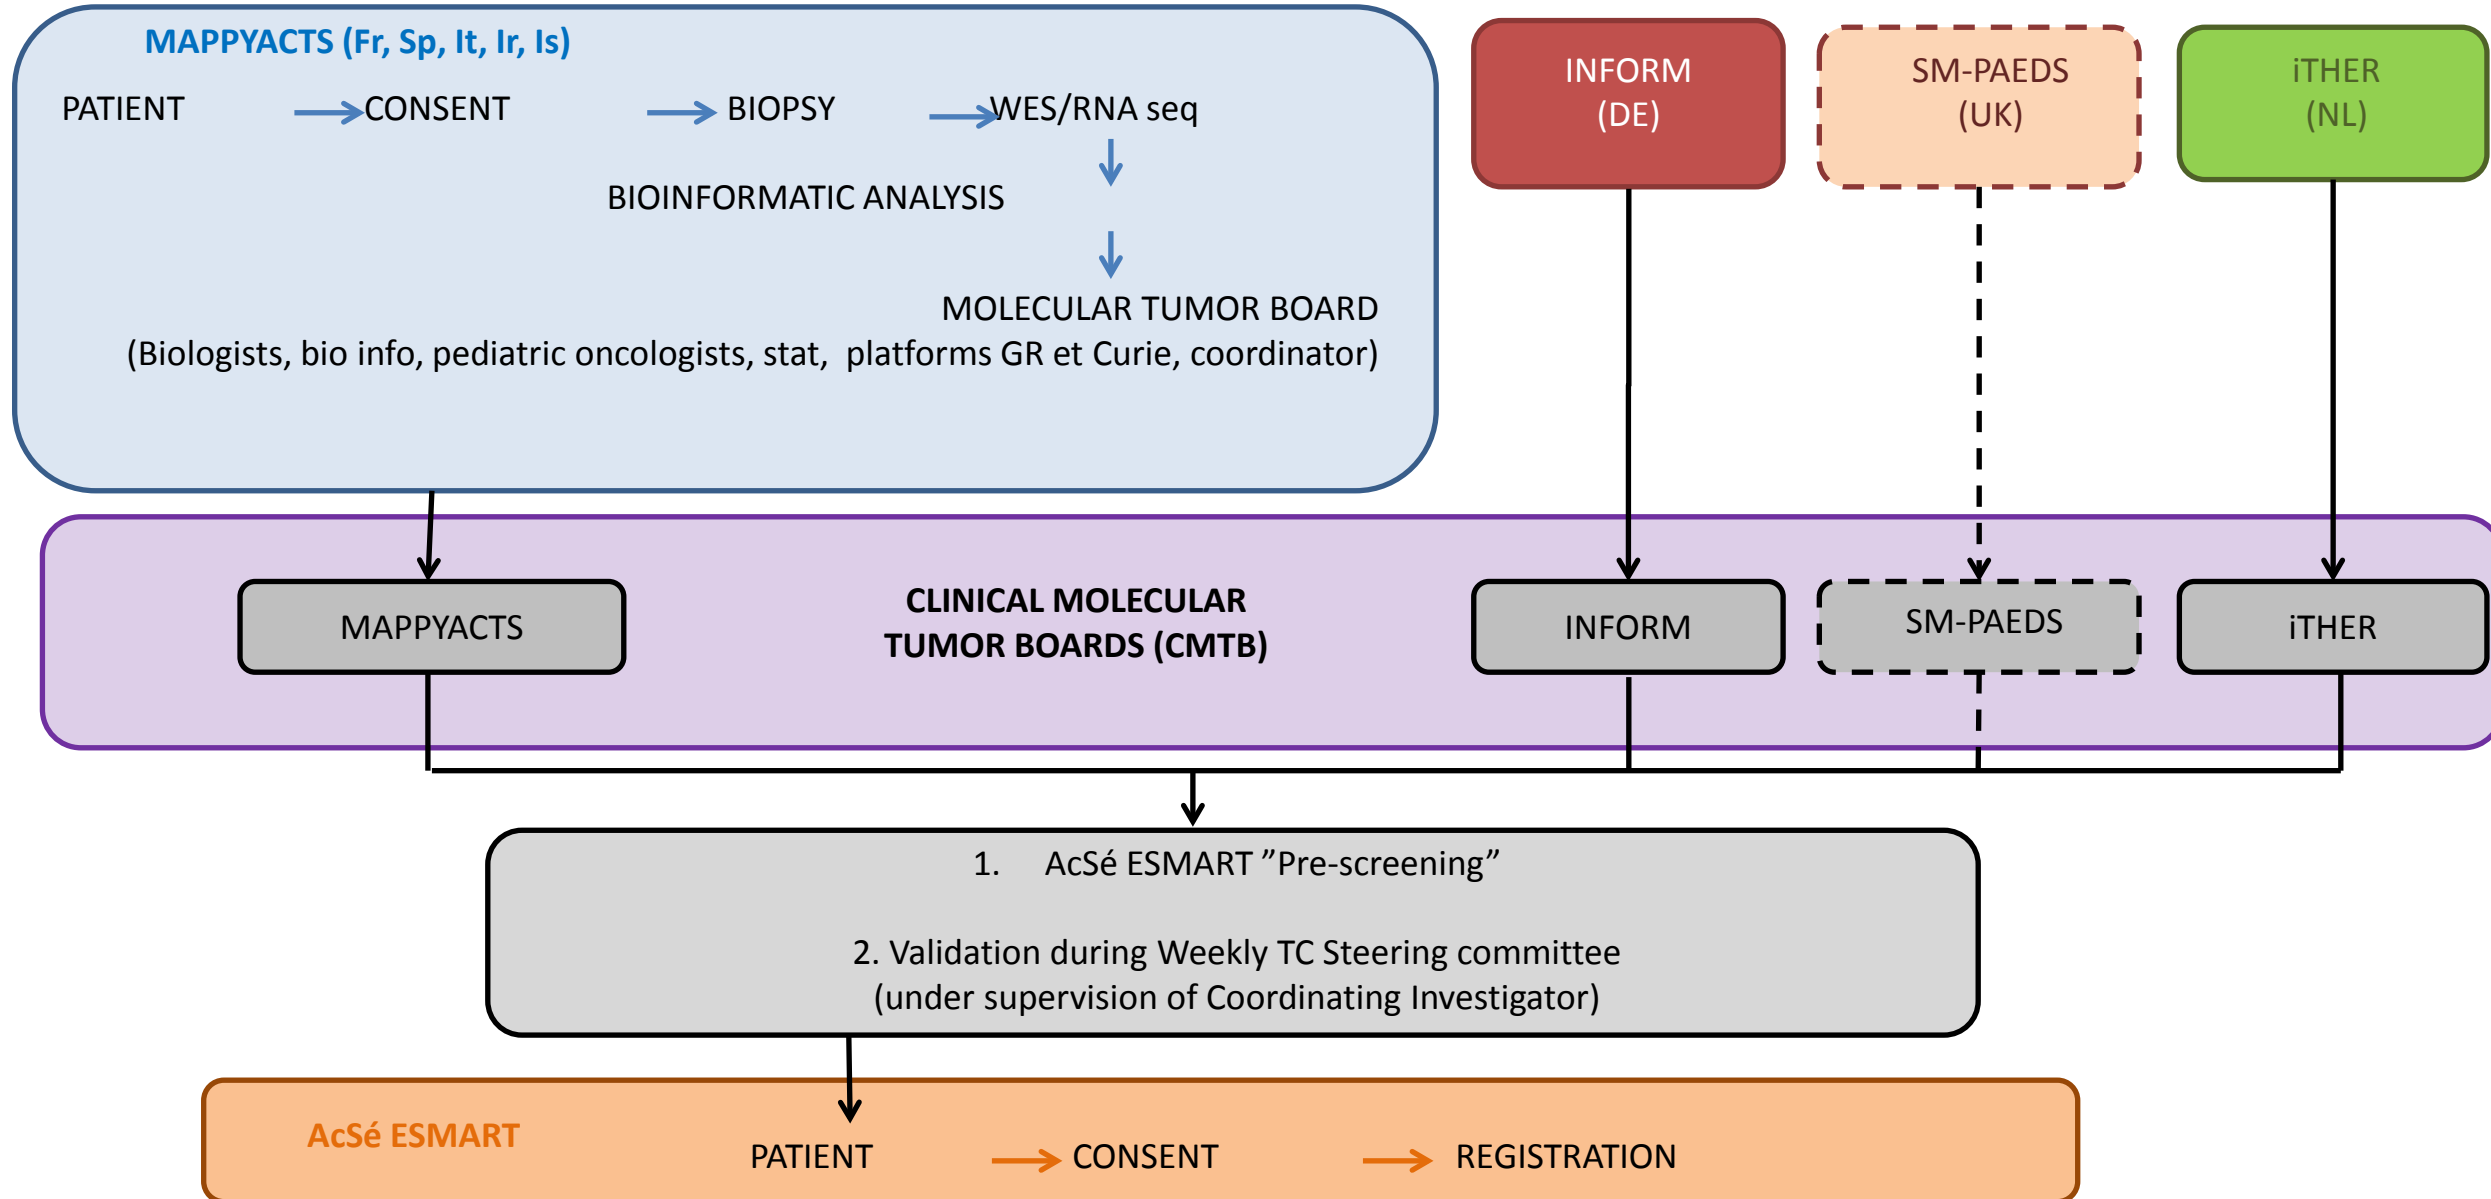 MAPPYACTS (Fr, Sp, It, Ir, Is)
PATIENT CONSENT BIOPSY WES/RNA seq
BIOINFORMATIC ANALYSIS
MOLECULAR TUMOR BOARD
(Biologists, bio info, pediatric oncologists, stat, platforms GR et Curie, coordinator)
INFORM
(DE)
SM-PAEDS
(UK)
iTHER
(NL)
MAPPYACTS
CLINICAL MOLECULAR
TUMOR BOARDS (CMTB)
INFORM
SM-PAEDS
iTHER
1. AcSé ESMART ”Pre-screening”
2. Validation during Weekly TC Steering committee
(under supervision of Coordinating Investigator)
AcSé ESMART
PATIENT CONSENT REGISTRATION